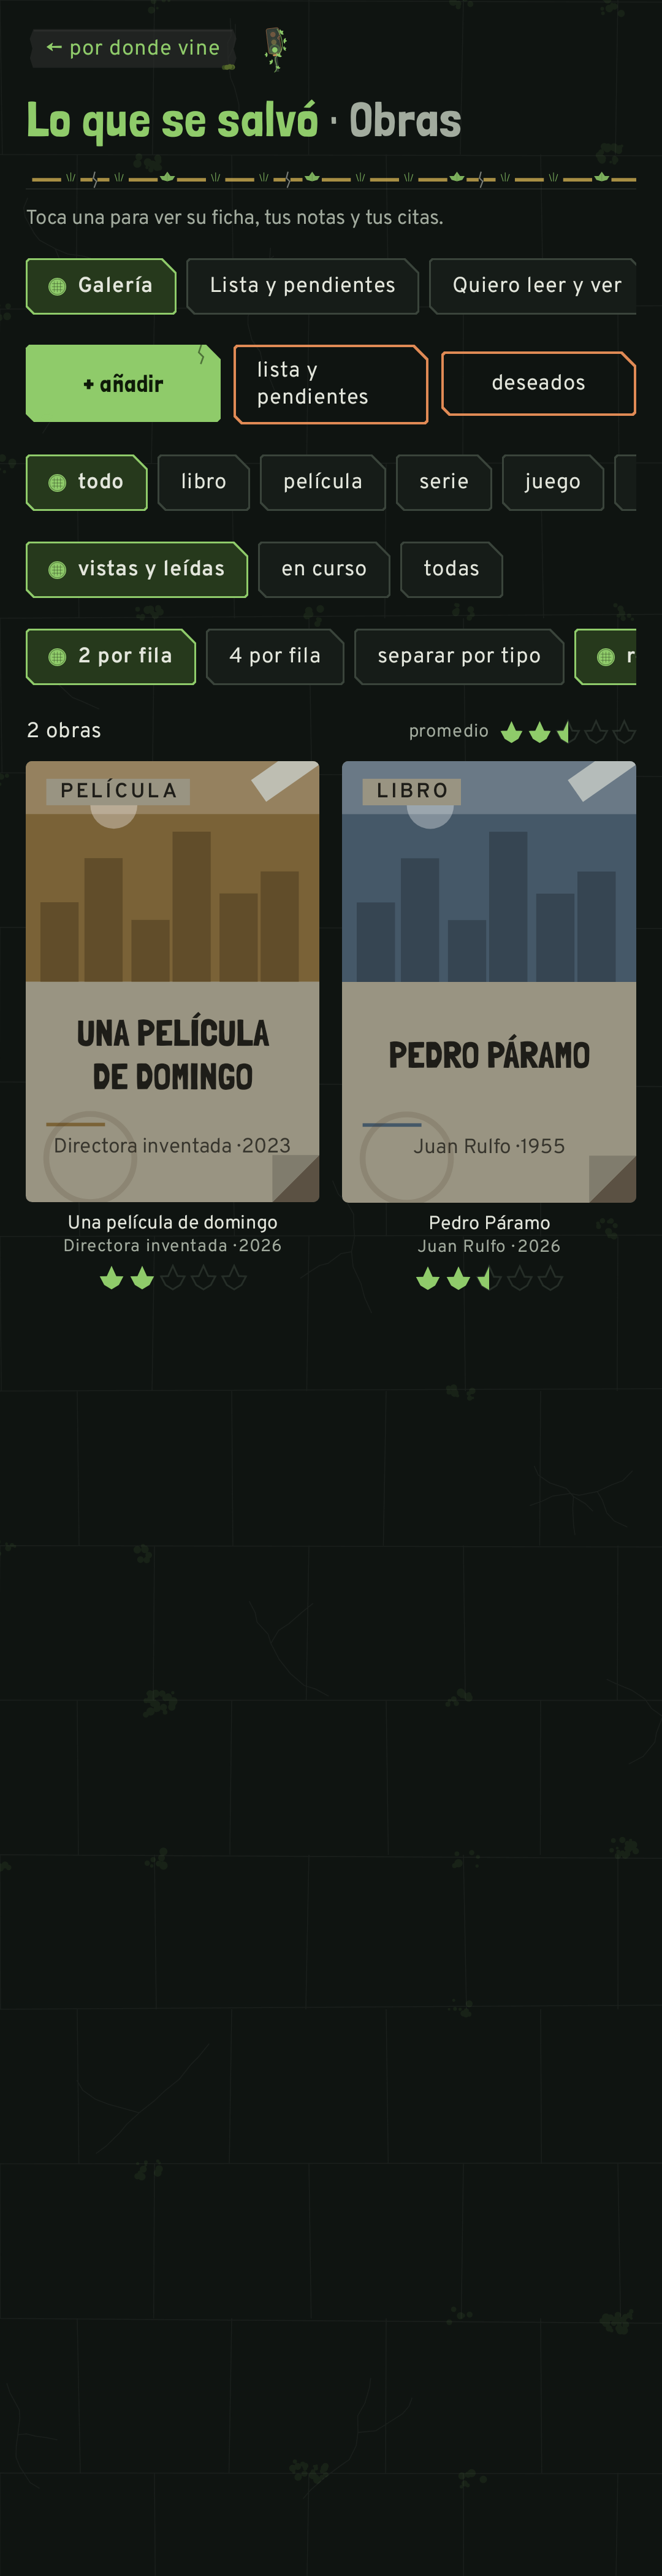 ← por donde vine
Lo que se salvó · Obras
Toca una para ver su ficha, tus notas y tus citas.
Galería
Lista y pendientes
Quiero leer y ver
+ añadir
lista y
pendientes
deseados
todo
libro
película
serie
juego
vistas y leídas
en curso
todas
2 por fila
4 por fila
separar por tipo
2 obras
promedio
PELÍCULA
UNA PELÍCULA
DE DOMINGO
Directora inventada · 2023
Una película de domingo
Directora inventada · 2026
LIBRO
PEDRO PÁRAMO
Juan Rulfo · 1955
Pedro Páramo
Juan Rulfo · 2026